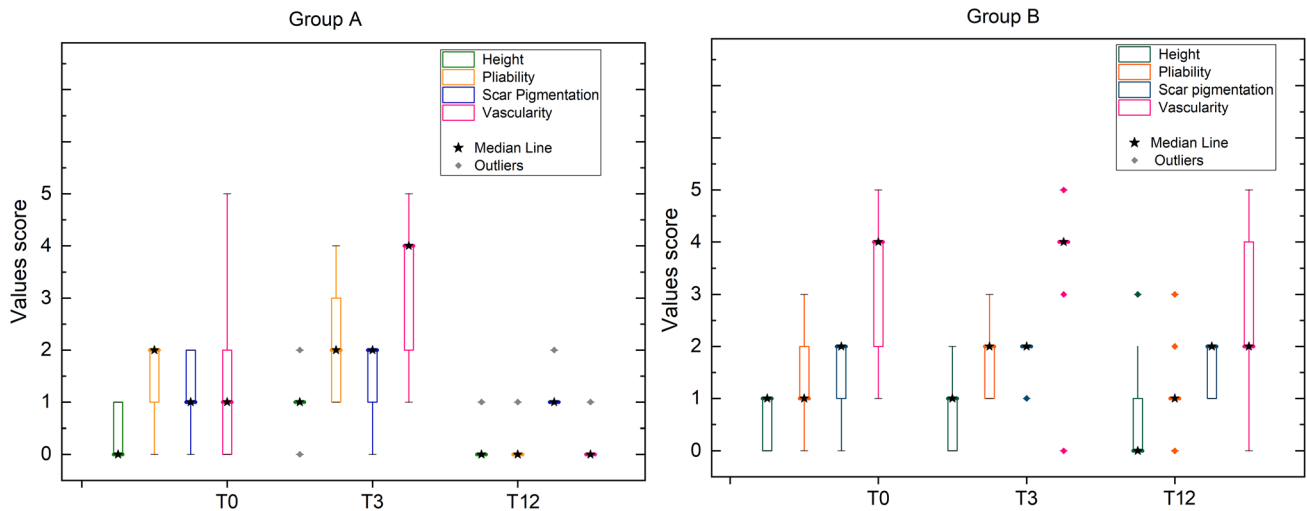 Group A
Height
Pliability
Scar Pigmentation
Vascularity
Median Line
Outliers
Values score
5
4
3
2
1
0
T0
T3
T12
Group B
Height
Pliability
Scar pigmentation
Vascularity
Median Line
Outliers
Values score
5
4
3
2
1
0
T0
T3
T12